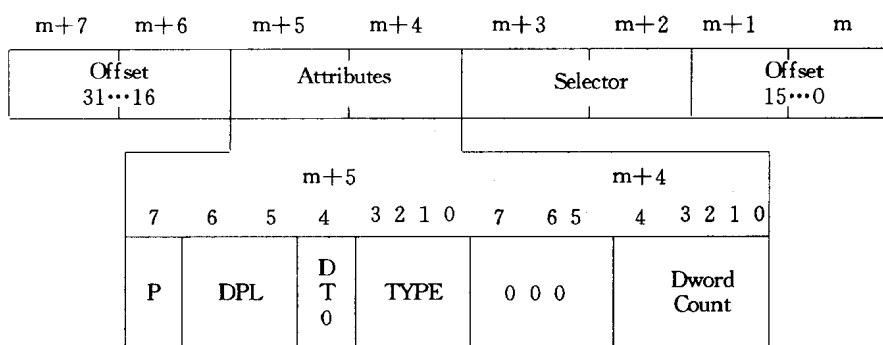 m+7 m+6 m+5 m+4 m+3 m+2 m+1 m
Offset
31···16
Attributes
Selector
Offset
15···0
m+5 m+4
7 6 5 4 3 2 1 0 7 6 5 4 3 2 1 0
P
DPL
D
T
0
TYPE
0 0 0
Dword
Count